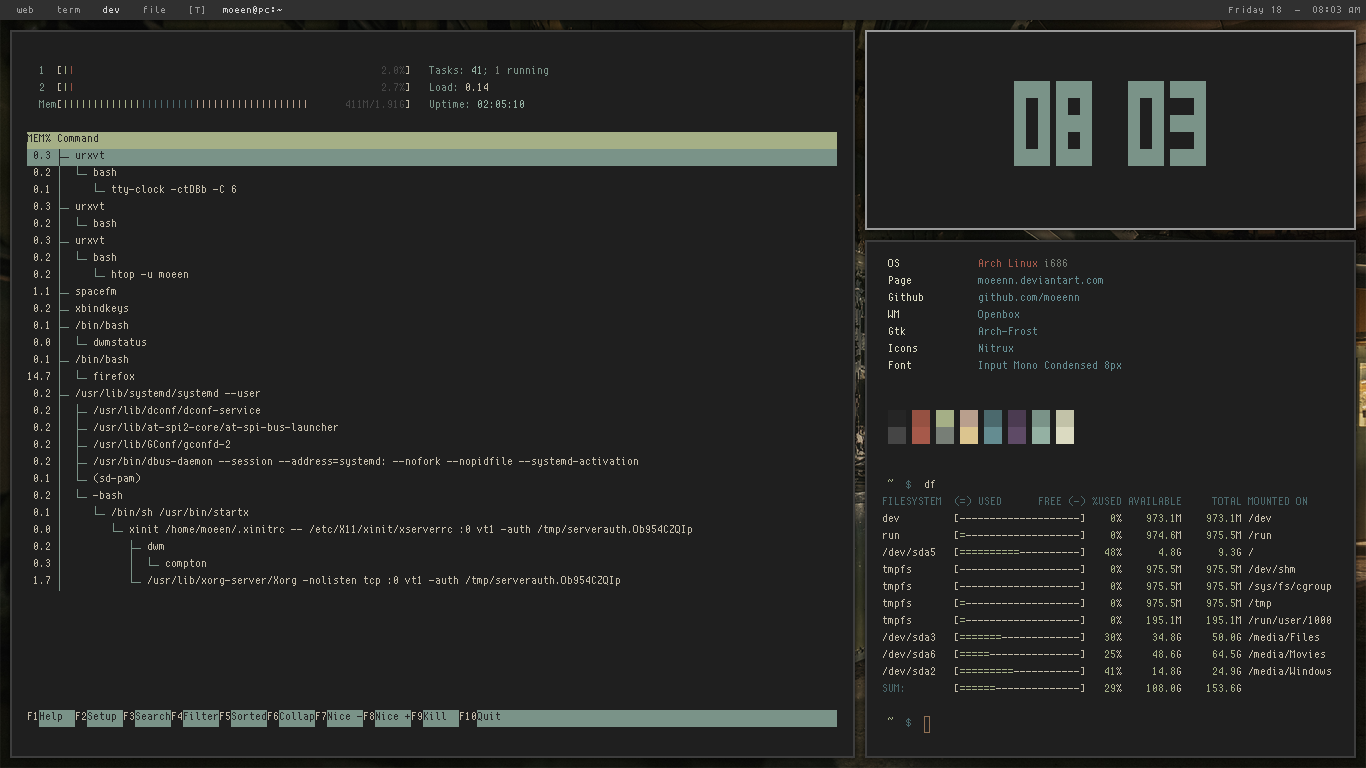 web term dev file [T] moeen@pc:~ Friday 18 – 08:03 AM
1 [|| 2.0%] Tasks: 41; 1 running
2 [|| 2.7%] Load: 0.14
Mem[||||||||||||||||||||||||||||||||||||||||| 411M/1.91G] Uptime: 02:05:10
MEM% Command
0.3 ├─ urxvt
0.2 │ └─ bash
0.1 │ └─ tty-clock -ctDBb -C 6
0.3 ├─ urxvt
0.2 │ └─ bash
0.3 ├─ urxvt
0.2 │ └─ bash
0.2 │ └─ htop -u moeen
1.1 ├─ spacefm
0.2 ├─ xbindkeys
0.1 ├─ /bin/bash
0.0 │ └─ dwmstatus
0.1 ├─ /bin/bash
14.7 │ └─ firefox
0.2 ├─ /usr/lib/systemd/systemd --user
0.2 │ ├─ /usr/lib/dconf/dconf-service
0.2 │ ├─ /usr/lib/at-spi2-core/at-spi-bus-launcher
0.2 │ ├─ /usr/lib/GConf/gconfd-2
0.2 │ ├─ /usr/bin/dbus-daemon --session --address=systemd: --nofork --nopidfile --systemd-activation
0.1 │ └─ (sd-pam)
0.2 │ └─ -bash
0.1 │ └─ /bin/sh /usr/bin/startx
0.0 │ └─ xinit /home/moeen/.xinitrc -- /etc/X11/xinit/xserverrc :0 vt1 -auth /tmp/serverauth.Ob954CZQIp
0.2 │ ├─ dwm
0.3 │ │ └─ compton
1.7 │ └─ /usr/lib/xorg-server/Xorg -nolisten tcp :0 vt1 -auth /tmp/serverauth.Ob954CZQIp
F1Help F2Setup F3SearchF4FilterF5SortedF6CollapF7Nice -F8Nice +F9Kill F10Quit
08 03
OS Arch Linux i686
Page moeenn.deviantart.com
Github github.com/moeenn
WM Openbox
Gtk Arch-Frost
Icons Nitrux
Font Input Mono Condensed 8px
~ $ df
FILESYSTEM (=) USED FREE (-) %USED AVAILABLE TOTAL MOUNTED ON
dev [--------------------] 0% 973.1M 973.1M /dev
run [=-------------------] 0% 974.6M 975.5M /run
/dev/sda5 [==========----------] 48% 4.8G 9.3G /
tmpfs [--------------------] 0% 975.5M 975.5M /dev/shm
tmpfs [--------------------] 0% 975.5M 975.5M /sys/fs/cgroup
tmpfs [=-------------------] 0% 975.5M 975.5M /tmp
tmpfs [=-------------------] 0% 195.1M 195.1M /run/user/1000
/dev/sda3 [=======-------------] 30% 34.8G 50.0G /media/Files
/dev/sda6 [=====---------------] 25% 48.6G 64.5G /media/Movies
/dev/sda2 [=========-----------] 41% 14.8G 24.9G /media/Windows
SUM: [======--------------] 29% 108.0G 153.6G
~ $